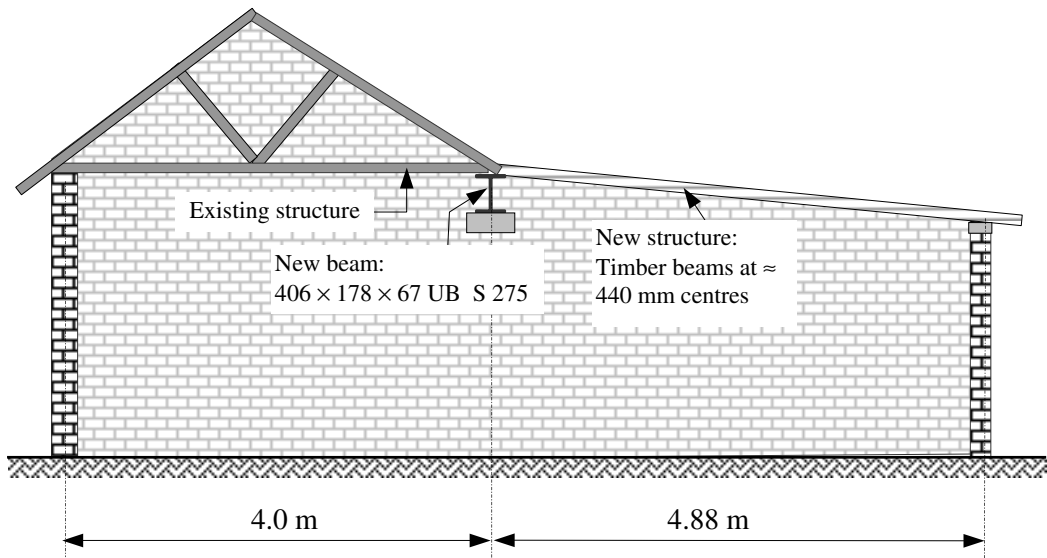 Existing structure
New beam:
406 × 178 × 67 UB S 275
New structure:
Timber beams at ≈
440 mm centres
4.0 m
4.88 m